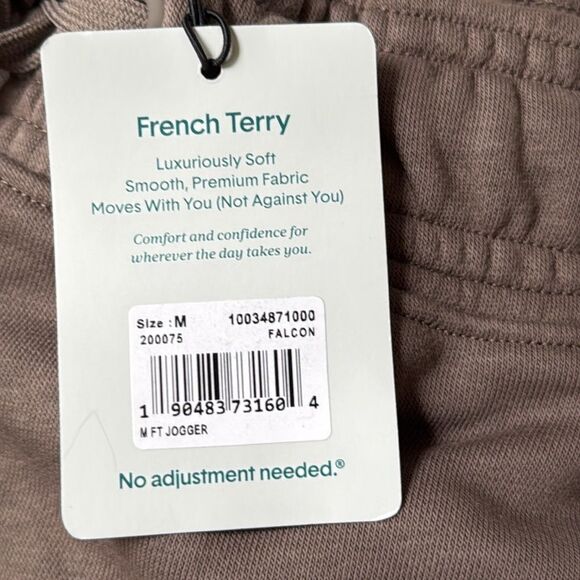 French Terry
Luxuriously Soft
Smooth, Premium Fabric
Moves With You (Not Against You)
Comfort and confidence for
wherever the day takes you.
Size : M 10034871000
200075 FALCON
1 90483 73160 4
M FT JOGGER
No adjustment needed.®